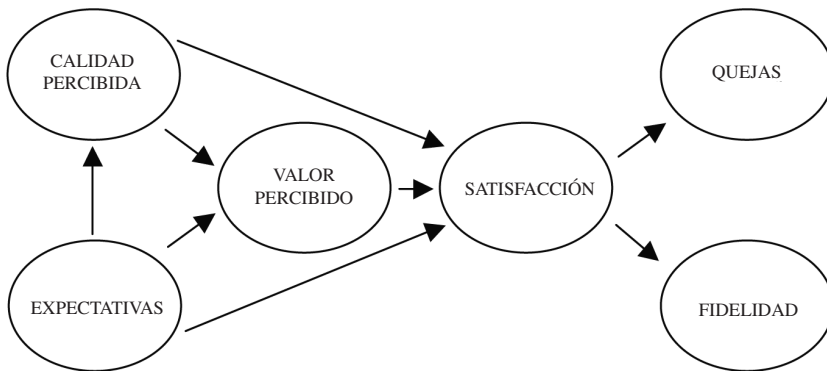 CALIDAD
PERCIBIDA
QUEJAS
VALOR
PERCIBIDO
SATISFACCIÓN
EXPECTATIVAS
FIDELIDAD